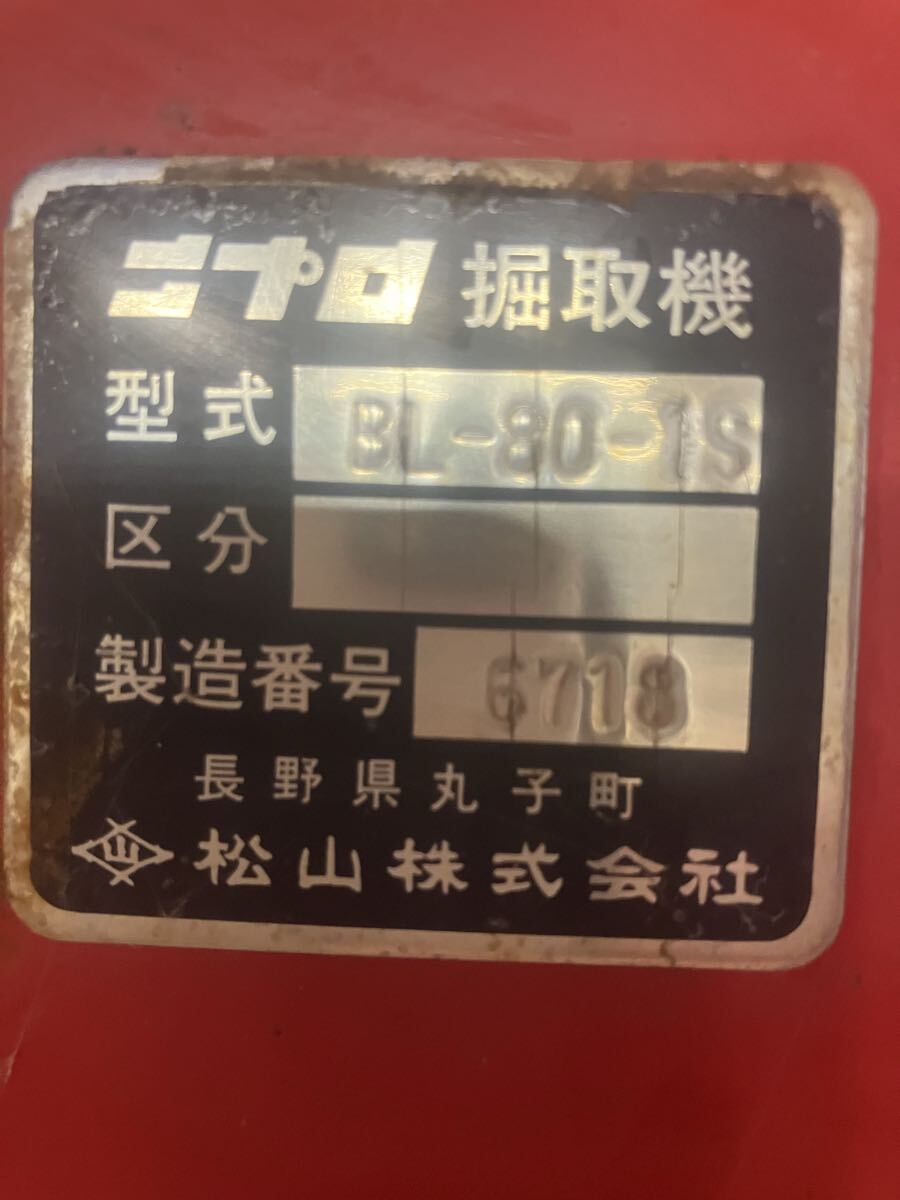 ニプロ 掘取機
型式 BL-80-1S
区分
製造番号 6718
長野県丸子町
山 松山株式会社